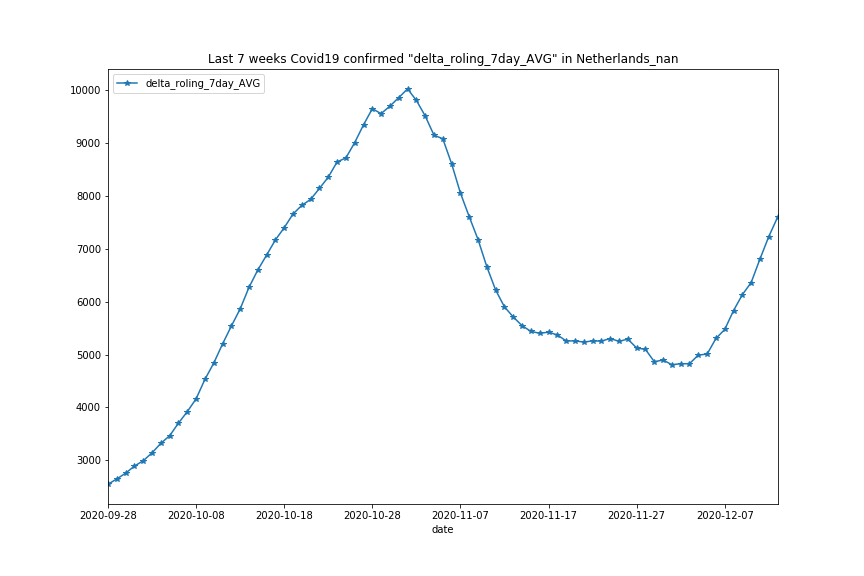 Last 7 weeks Covid19 confirmed "delta_roling_7day_AVG" in Netherlands_nan
delta_roling_7day_AVG
10000
9000
8000
7000
6000
5000
4000
3000
2020-09-28 2020-10-08 2020-10-18 2020-10-28 2020-11-07 2020-11-17 2020-11-27 2020-12-07
date